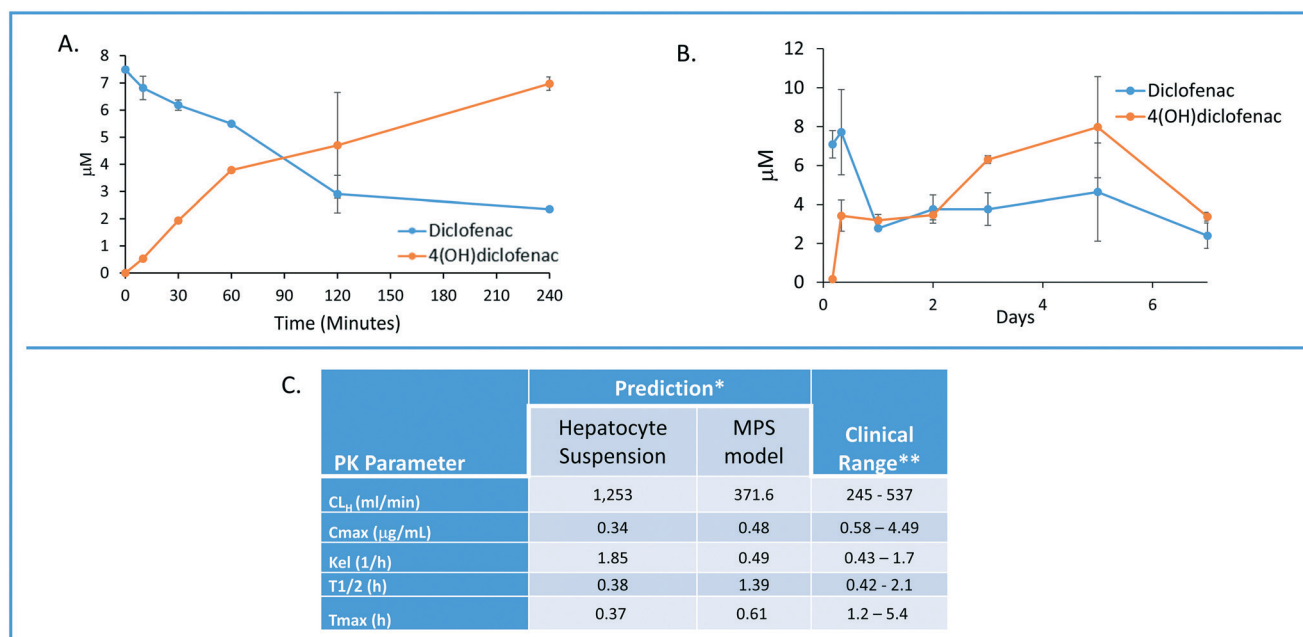 A.
8
7
6
5
4
3
2
1
0
μM
0 30 60 90 120 150 180 210 240
Time (Minutes)
Diclofenac
4(OH)diclofenac
B.
12
10
8
6
4
2
0
μM
0 2 4 6
Days
Diclofenac
4(OH)diclofenac
C.
PK Parameter
Prediction*
Hepatocyte
Suspension
MPS
model
Clinical
Range**
CLH (ml/min) 1,253 371.6 245 - 537
Cmax (μg/mL) 0.34 0.48 0.58 – 4.49
Kel (1/h) 1.85 0.49 0.43 – 1.7
T1/2 (h) 0.38 1.39 0.42 - 2.1
Tmax (h) 0.37 0.61 1.2 – 5.4